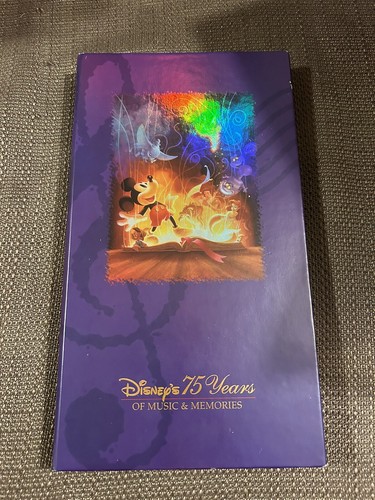 Disney's 75 Years
OF MUSIC & MEMORIES